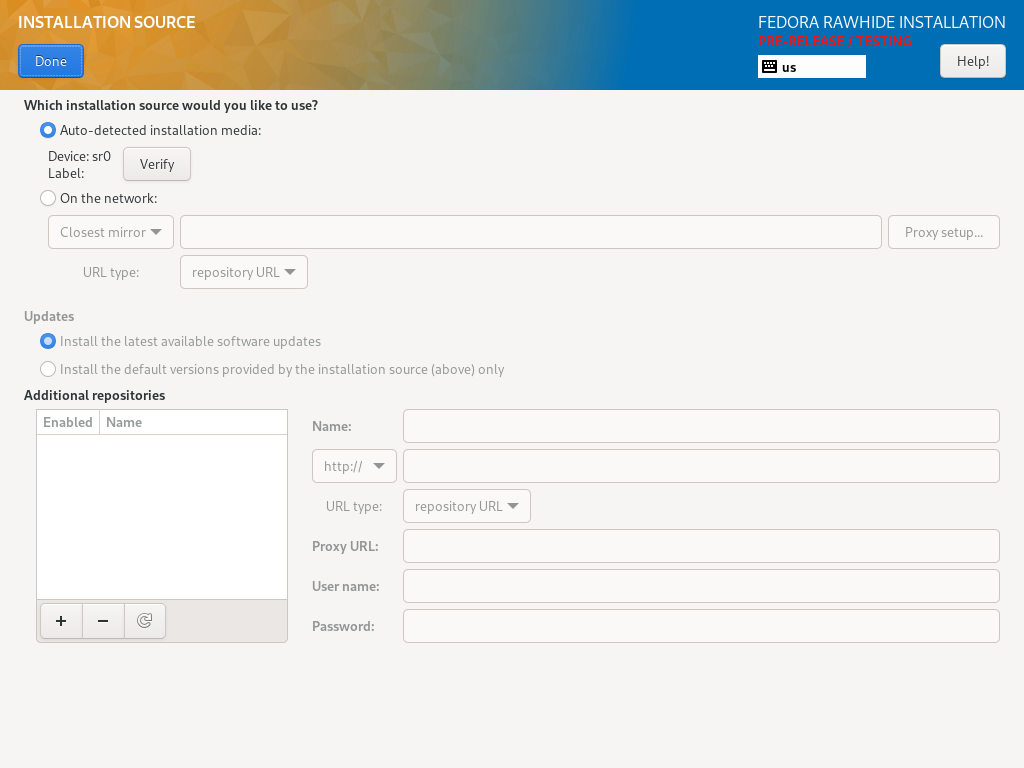 INSTALLATION SOURCE
FEDORA RAWHIDE INSTALLATION
PRE-RELEASE / TESTING
Done
us
Help!
Which installation source would you like to use?
Auto-detected installation media:
Device: sr0
Label:
Verify
On the network:
Closest mirror
Proxy setup...
URL type:
repository URL
Updates
Install the latest available software updates
Install the default versions provided by the installation source (above) only
Additional repositories
Enabled Name
Name:
http://
URL type:
repository URL
Proxy URL:
User name:
Password: